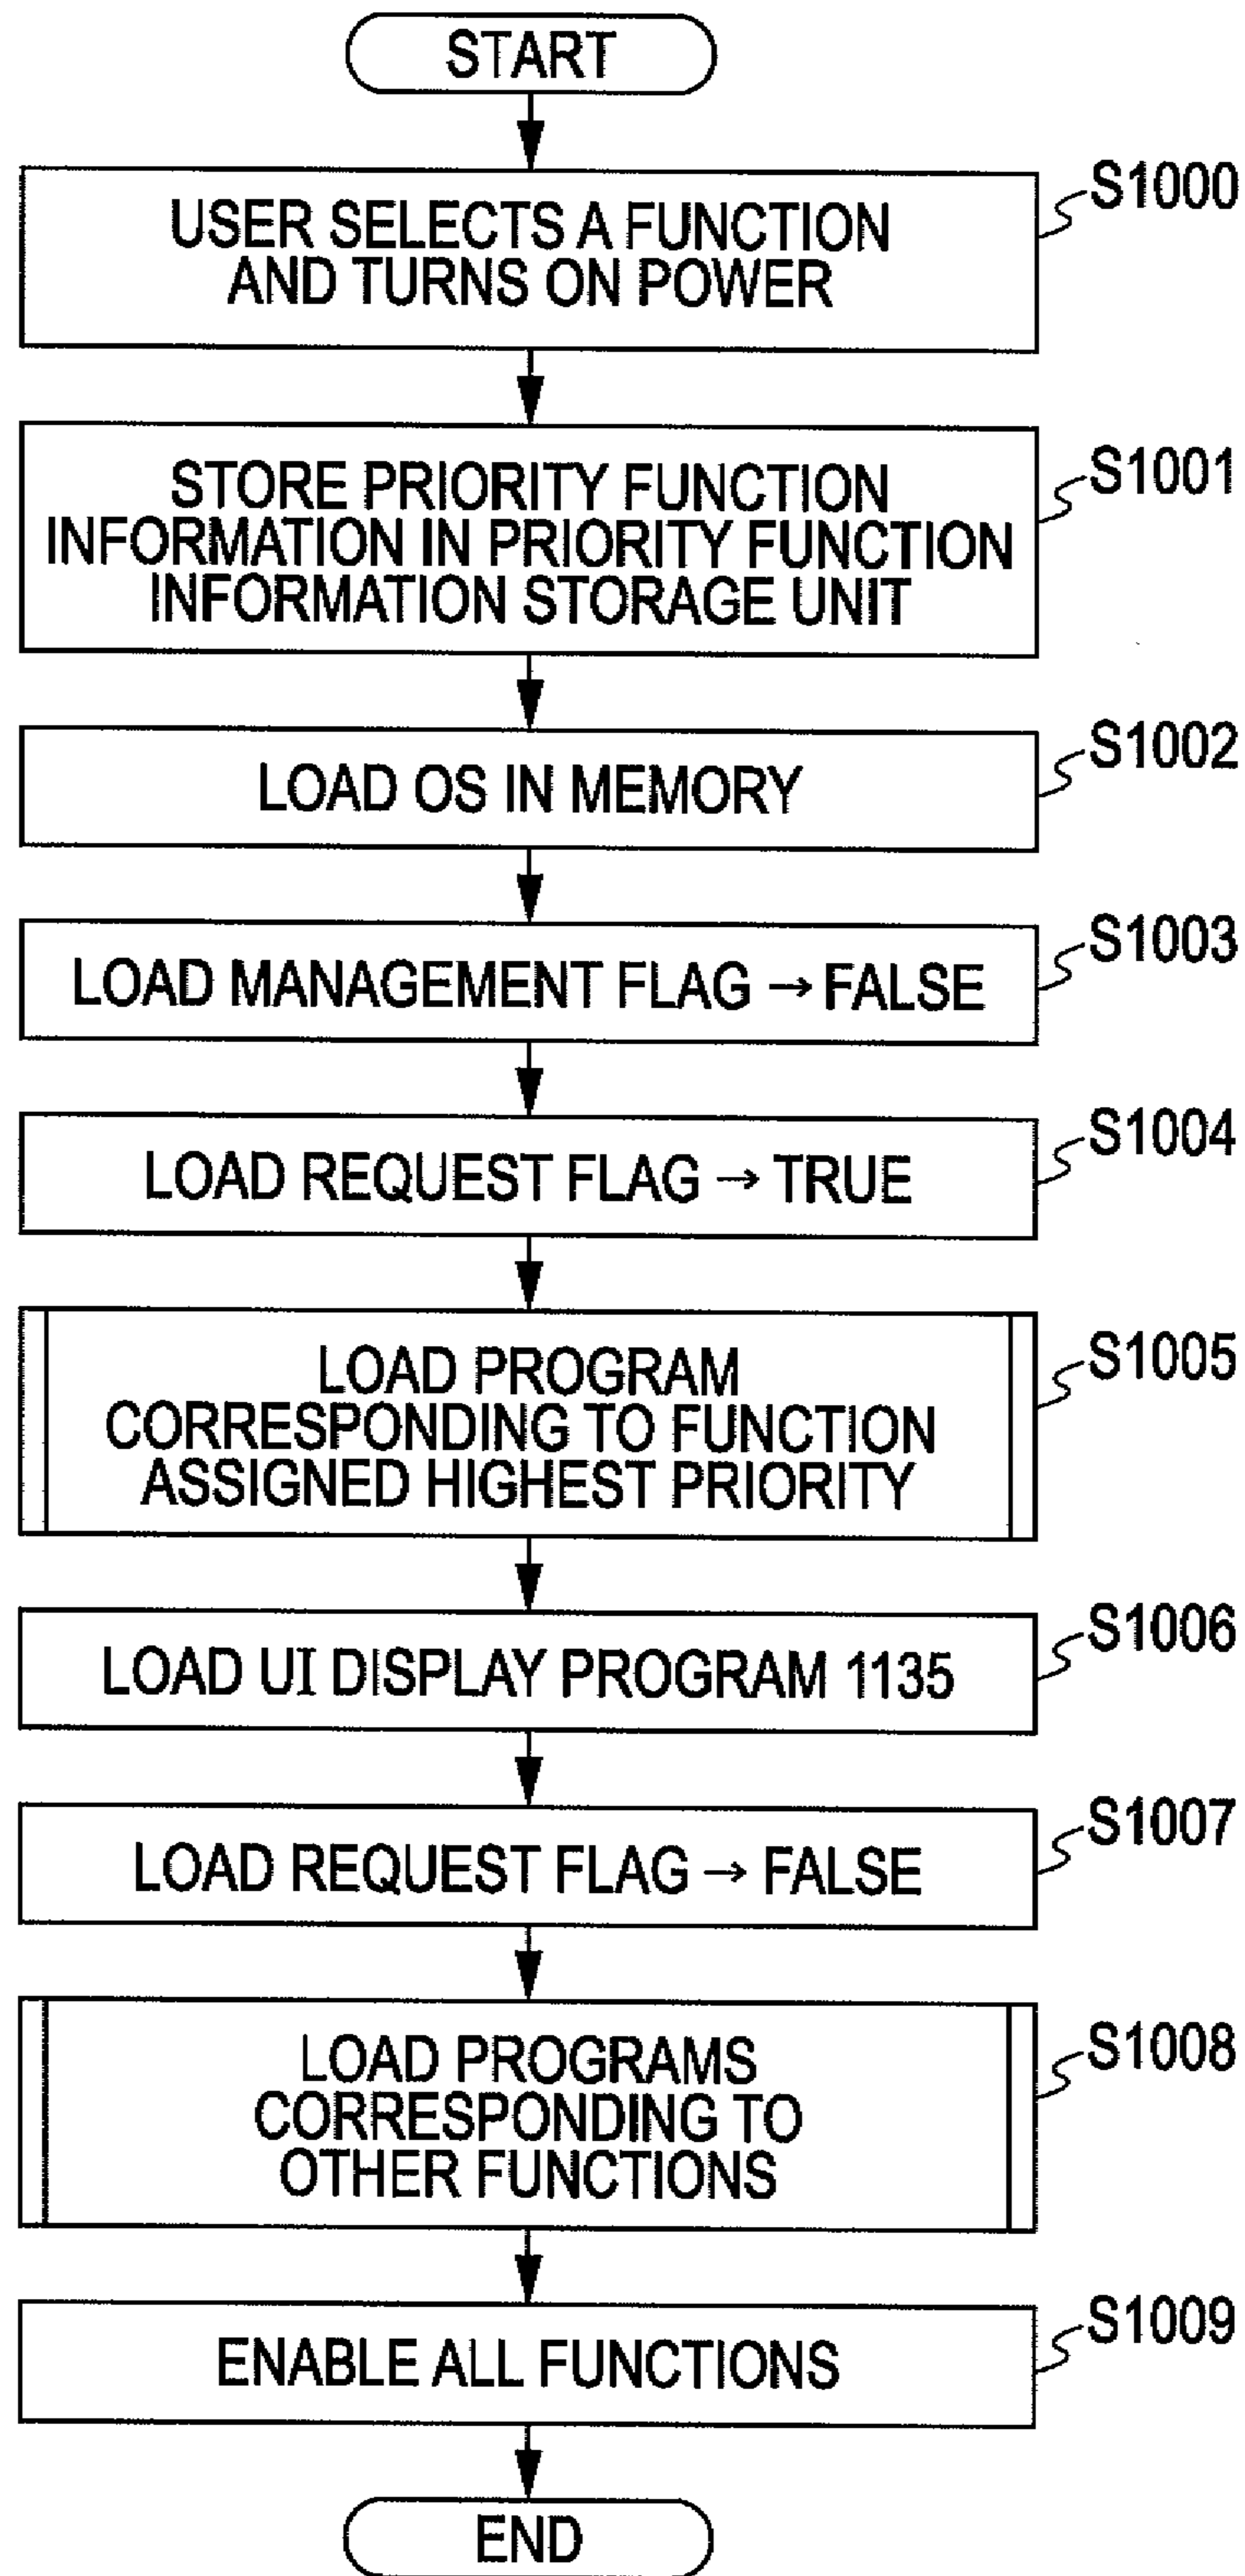 START
S1000
USER SELECTS A FUNCTION
AND TURNS ON POWER
S1001
STORE PRIORITY FUNCTION
INFORMATION IN PRIORITY FUNCTION
INFORMATION STORAGE UNIT
S1002
LOAD OS IN MEMORY
S1003
LOAD MANAGEMENT FLAG → FALSE
S1004
LOAD REQUEST FLAG → TRUE
S1005
LOAD PROGRAM
CORRESPONDING TO FUNCTION
ASSIGNED HIGHEST PRIORITY
S1006
LOAD UI DISPLAY PROGRAM 1135
S1007
LOAD REQUEST FLAG → FALSE
S1008
LOAD PROGRAMS
CORRESPONDING TO
OTHER FUNCTIONS
S1009
ENABLE ALL FUNCTIONS
END